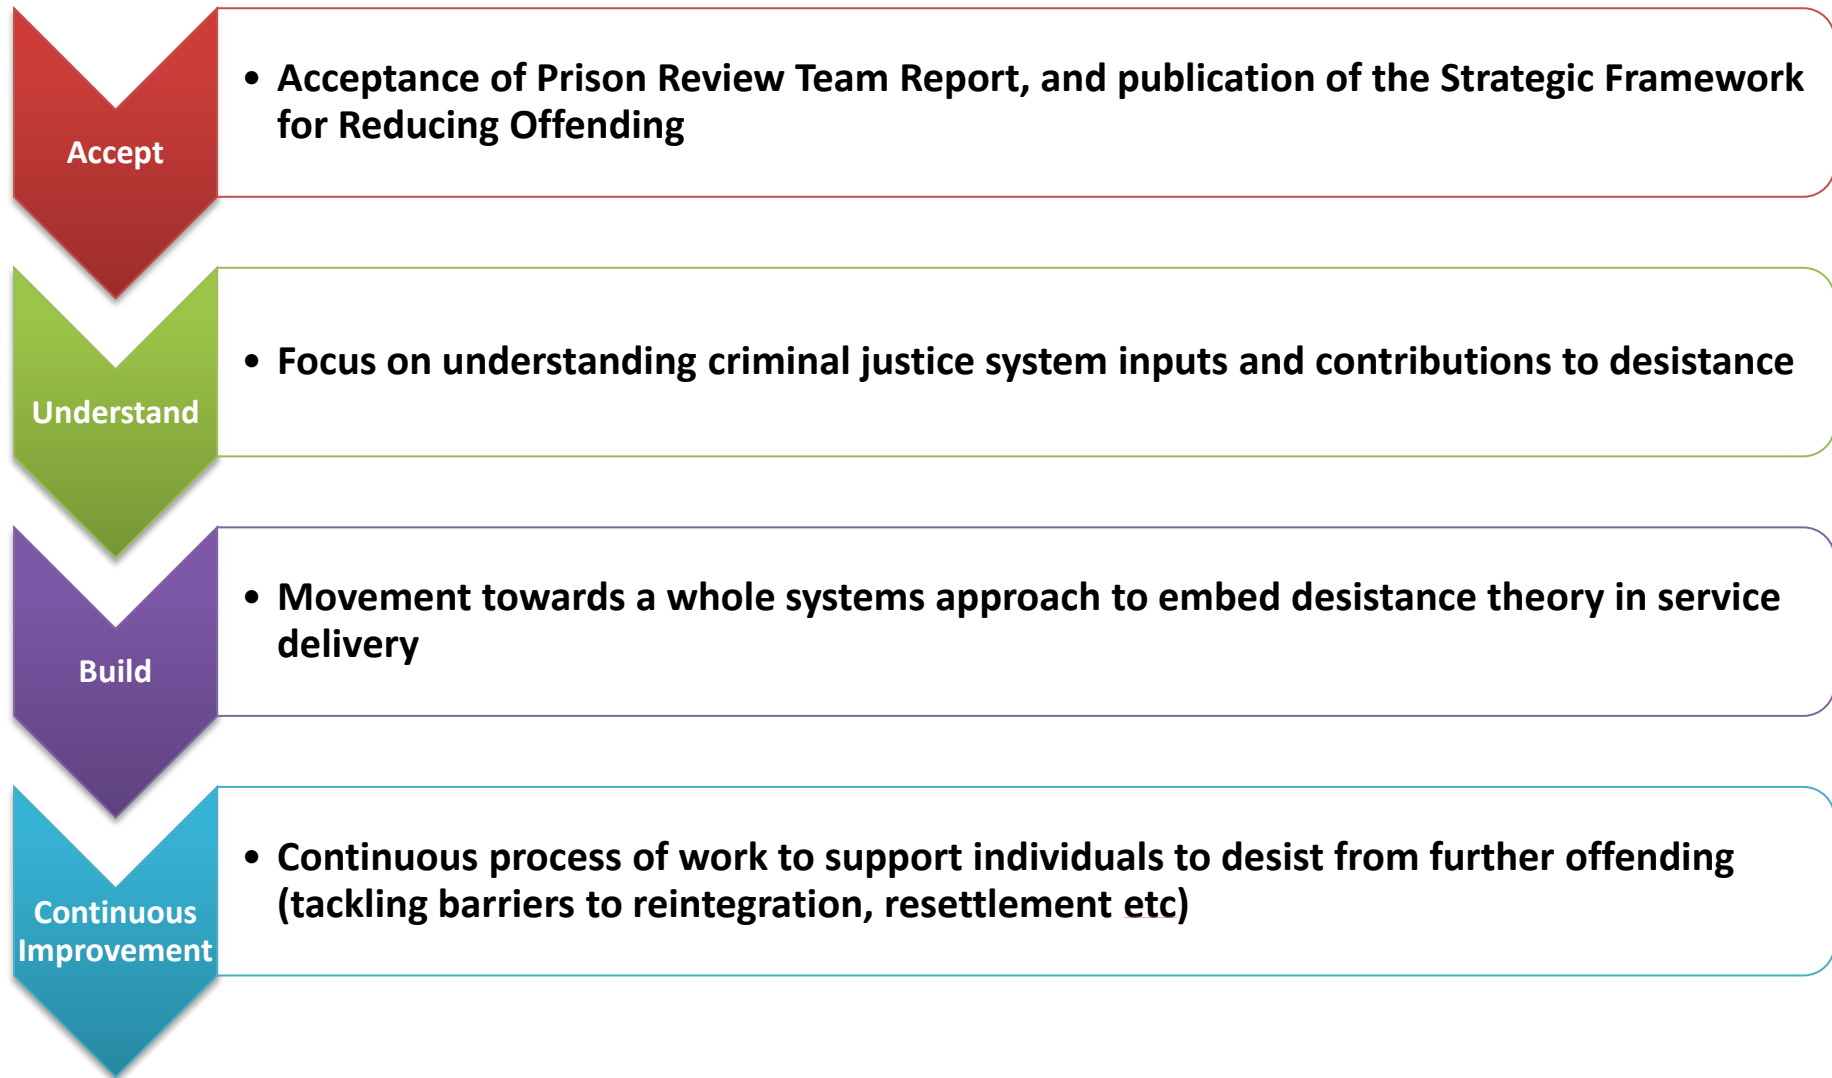 Accept
• Acceptance of Prison Review Team Report, and publication of the Strategic Framework
for Reducing Offending
Understand
• Focus on understanding criminal justice system inputs and contributions to desistance
Build
• Movement towards a whole systems approach to embed desistance theory in service
delivery
Continuous
Improvement
• Continuous process of work to support individuals to desist from further offending
(tackling barriers to reintegration, resettlement etc)